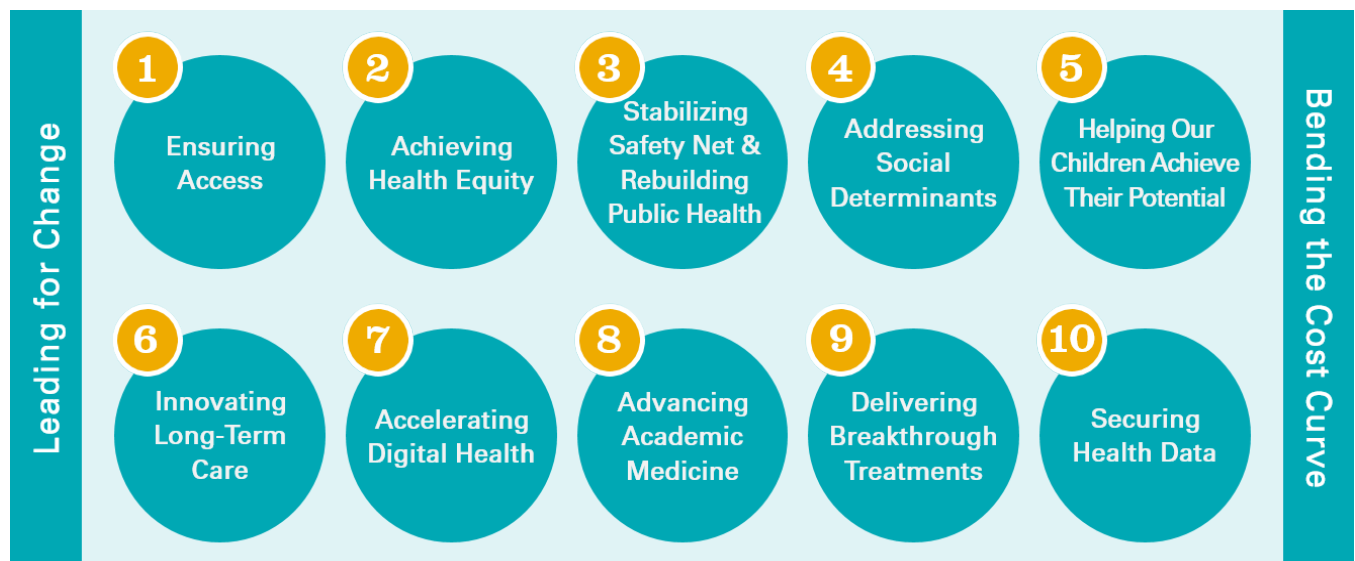 Leading for Change
1
Ensuring
Access
2
Achieving
Health Equity
3
Stabilizing
Safety Net &
Rebuilding
Public Health
4
Addressing
Social
Determinants
5
Helping Our
Children Achieve
Their Potential
6
Innovating
Long-Term
Care
7
Accelerating
Digital Health
8
Advancing
Academic
Medicine
9
Delivering
Breakthrough
Treatments
10
Securing
Health Data
Bending the Cost Curve